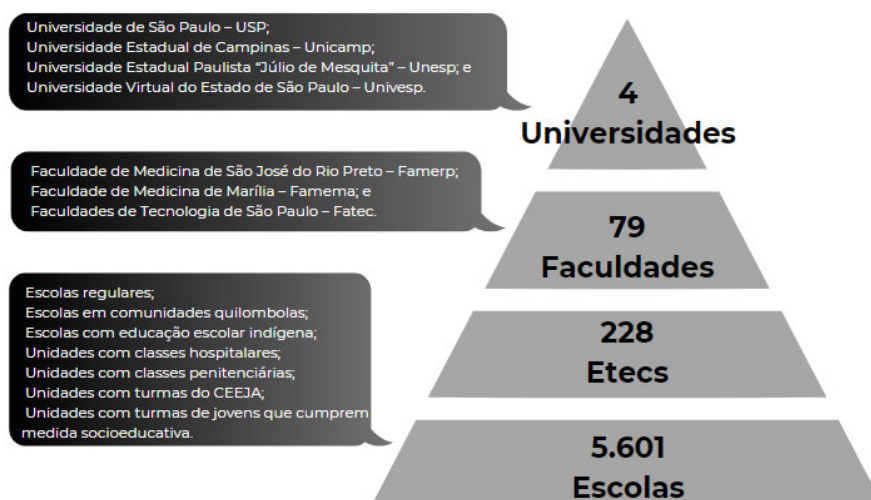 Universidade de São Paulo – USP;
Universidade Estadual de Campinas – Unicamp;
Universidade Estadual Paulista “Júlio de Mesquita” – Unesp; e
Universidade Virtual do Estado de São Paulo – Univesp.
4
Universidades
Faculdade de Medicina de São José do Rio Preto – Famerp;
Faculdade de Medicina de Marília – Famema; e
Faculdades de Tecnologia de São Paulo – Fatec.
79
Faculdades
228
Etecs
Escolas regulares;
Escolas em comunidades quilombolas;
Escolas com educação escolar indígena;
Unidades com classes hospitalares;
Unidades com classes penitenciárias;
Unidades com turmas do CEEJA;
Unidades com turmas de jovens que cumprem
medida socioeducativa.
5.601
Escolas